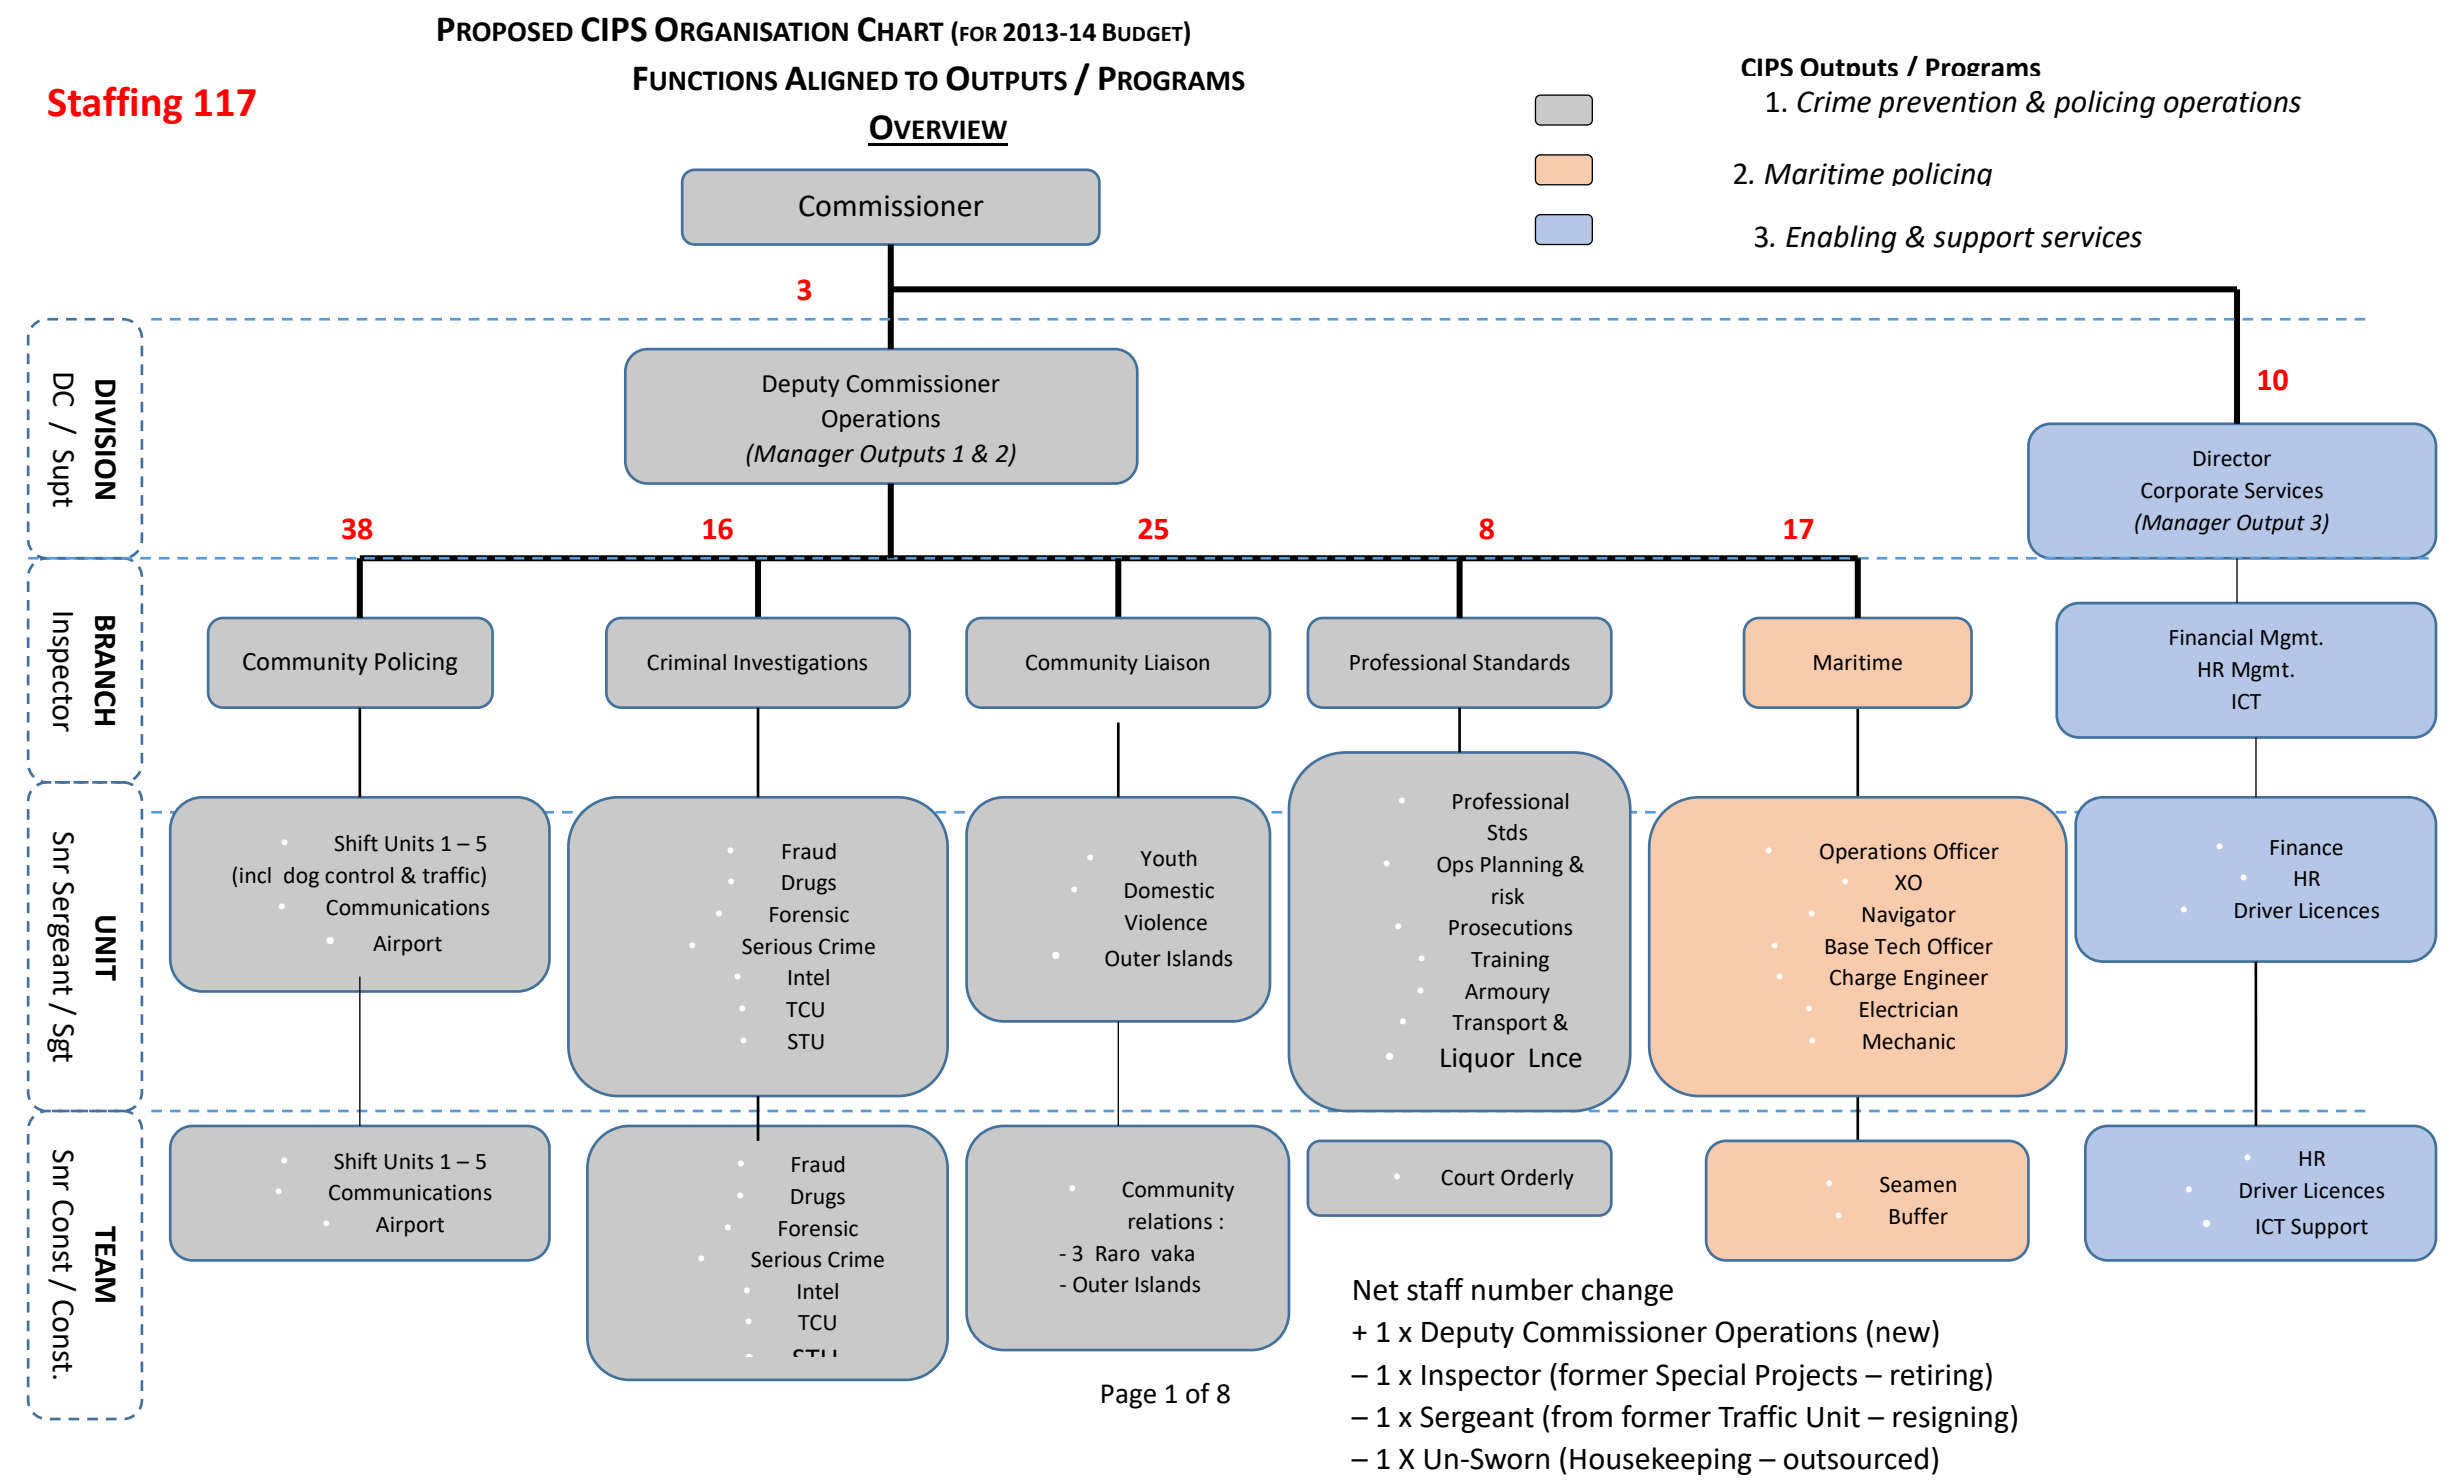 PROPOSED CIPS ORGANISATION CHART (FOR 2013-14 BUDGET)
FUNCTIONS ALIGNED TO OUTPUTS / PROGRAMS
OVERVIEW
Staffing 117
CIPS Outputs / Programs
1. Crime prevention & policing operations
2. Maritime policing
3. Enabling & support services
Commissioner
3
10
DIVISION
DC / Supt
Deputy Commissioner
Operations
(Manager Outputs 1 & 2)
Director
Corporate Services
(Manager Output 3)
38
16
25
8
17
BRANCH
Inspector
Community Policing
Criminal Investigations
Community Liaison
Professional Standards
Maritime
Financial Mgmt.
HR Mgmt.
ICT
UNIT
Snr Sergeant / Sgt
• Shift Units 1 – 5
(incl dog control & traffic)
• Communications
• Airport
• Fraud
• Drugs
• Forensic
• Serious Crime
• Intel
• TCU
• STU
• Youth
• Domestic
Violence
• Outer Islands
• Professional
Stds
• Ops Planning &
risk
• Prosecutions
• Training
• Armoury
• Transport &
• Liquor Lnce
• Operations Officer
• XO
• Navigator
• Base Tech Officer
• Charge Engineer
• Electrician
• Mechanic
• Finance
• HR
• Driver Licences
TEAM
Snr Const / Const.
• Shift Units 1 – 5
• Communications
• Airport
• Fraud
• Drugs
• Forensic
• Serious Crime
• Intel
• TCU
• STU
• Community
relations :
- 3 Raro vaka
- Outer Islands
• Court Orderly
• Seamen
• Buffer
• HR
• Driver Licences
• ICT Support
Net staff number change
+ 1 x Deputy Commissioner Operations (new)
– 1 x Inspector (former Special Projects – retiring)
– 1 x Sergeant (from former Traffic Unit – resigning)
– 1 X Un-Sworn (Housekeeping – outsourced)
Page 1 of 8